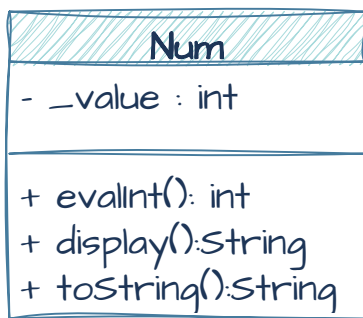 Num
- _value : int
+ evalInt(): int
+ display():String
+ toString():String